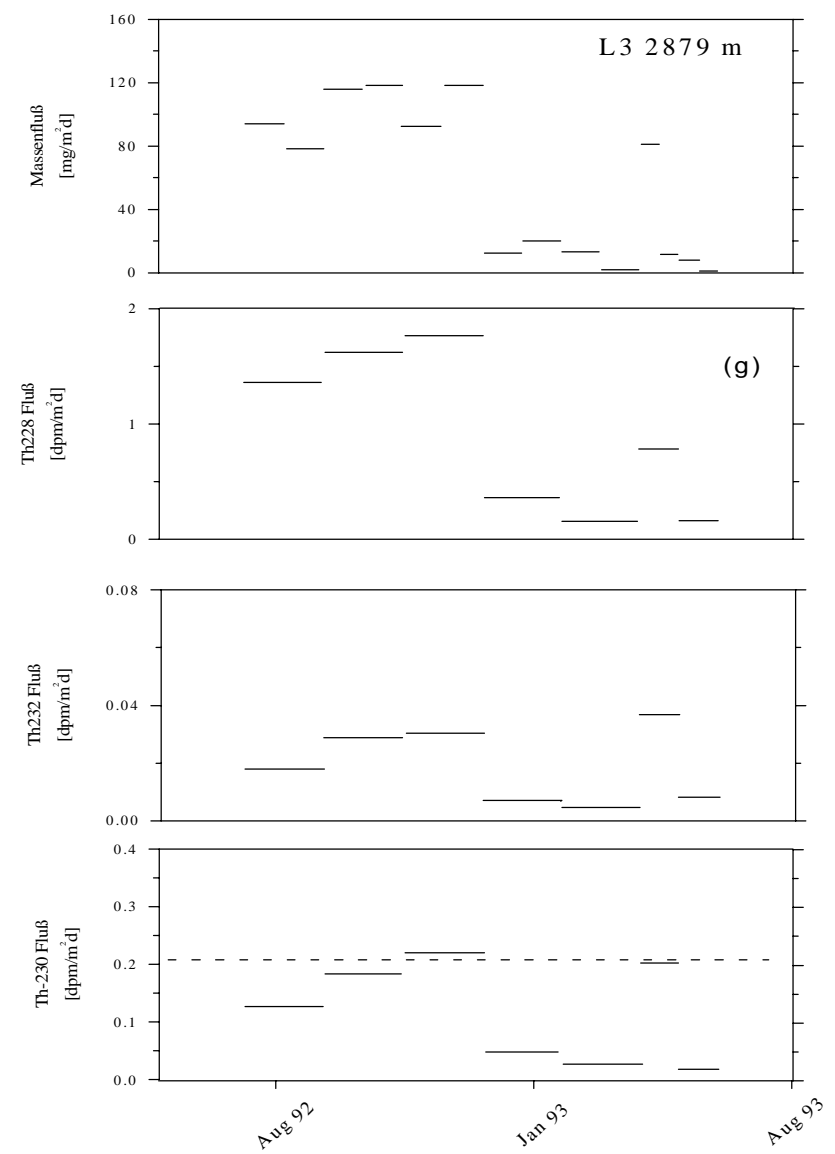 160
L3 2879 m
120
80
40
0
Massenfluß
[mg/m²d]
2
(g)
1
0
Th228 Fluß
[dpm/m²d]
0.08
0.04
0.00
Th232 Fluß
[dpm/m²d]
0.4
0.3
0.2
0.1
0.0
Th-230 Fluß
[dpm/m²d]
Aug 92
Jan 93
Aug 93